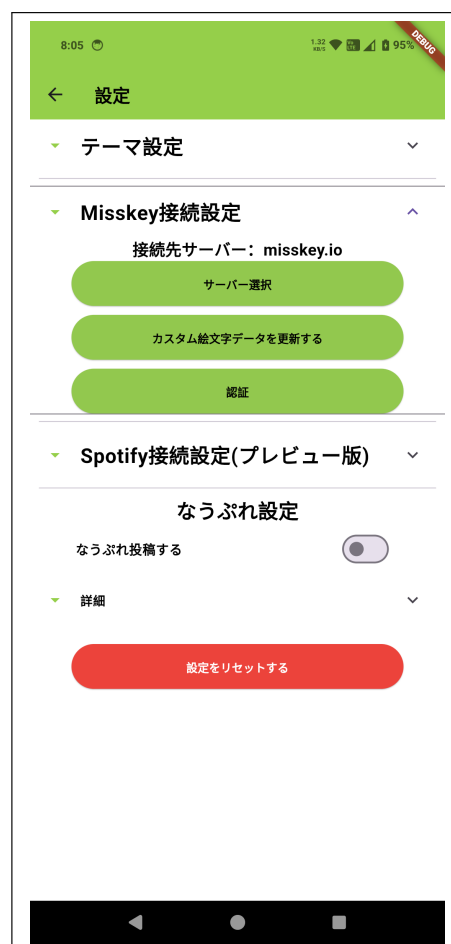 8:05
1.32
KB/S
95%
DEBUG
設定
テーマ設定
Misskey接続設定
接続先サーバー：misskey.io
サーバー選択
カスタム絵文字データを更新する
認証
Spotify接続設定(プレビュー版)
なうぷれ設定
なうぷれ投稿する
詳細
設定をリセットする